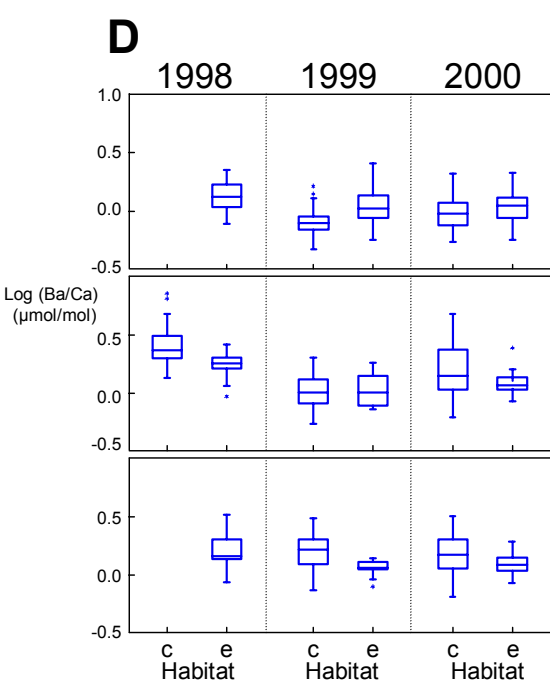 D
1998 1999 2000
1.0
0.5
0.0
-0.5
Log (Ba/Ca)
(µmol/mol)
0.5
0.0
-0.5
0.5
0.0
-0.5
c e c e c e
Habitat Habitat Habitat